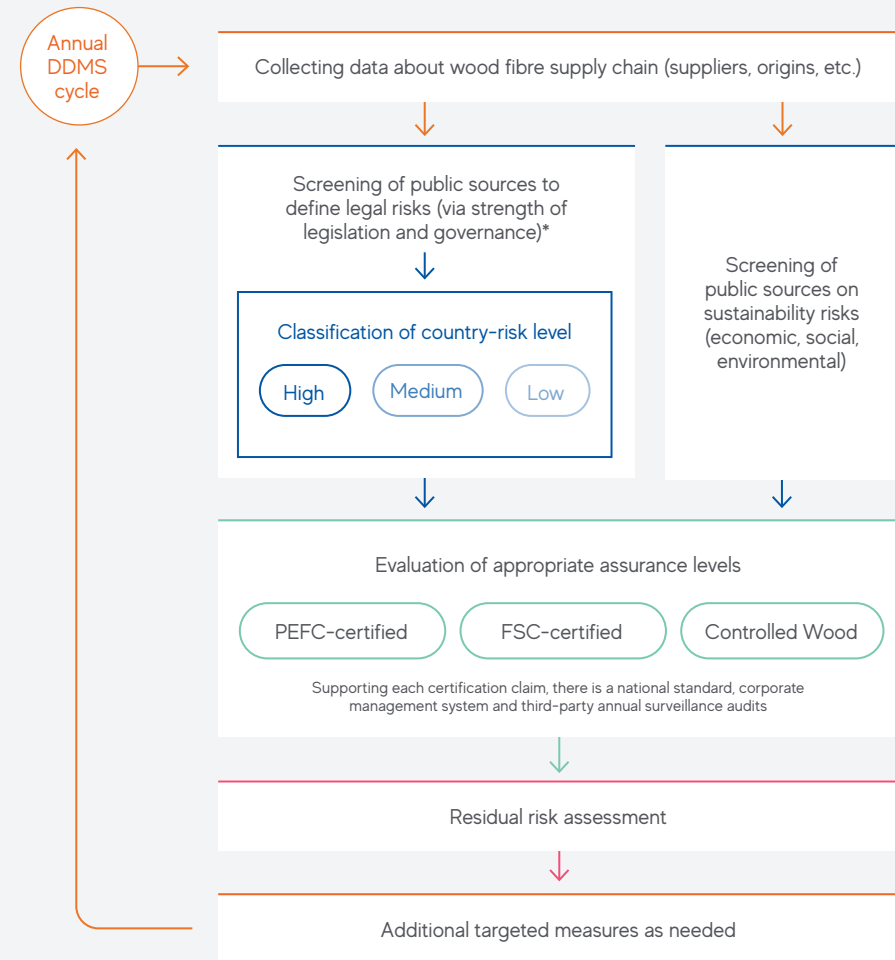 Annual
DDMS
cycle
Collecting data about wood fibre supply chain (suppliers, origins, etc.)
Screening of public sources to
define legal risks (via strength of
legislation and governance)*
Classification of country-risk level
High
Medium
Low
Screening of
public sources on
sustainability risks
(economic, social,
environmental)
Evaluation of appropriate assurance levels
PEFC-certified
FSC-certified
Controlled Wood
Supporting each certification claim, there is a national standard, corporate
management system and third-party annual surveillance audits
Residual risk assessment
Additional targeted measures as needed